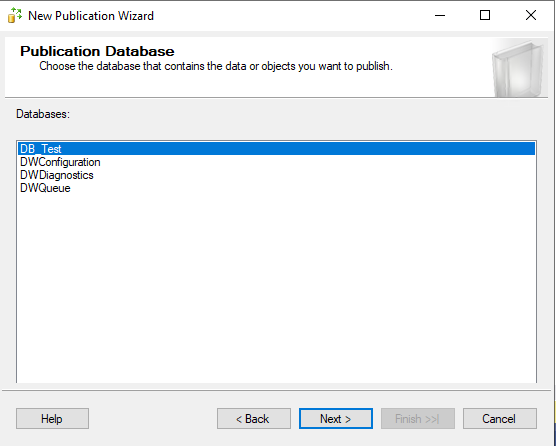 New Publication Wizard
Publication Database
Choose the database that contains the data or objects you want to publish.
Databases:
DB_Test
DWConfiguration
DWDiagnostics
DWQueue
Help
< Back
Next >
Finish >>|
Cancel